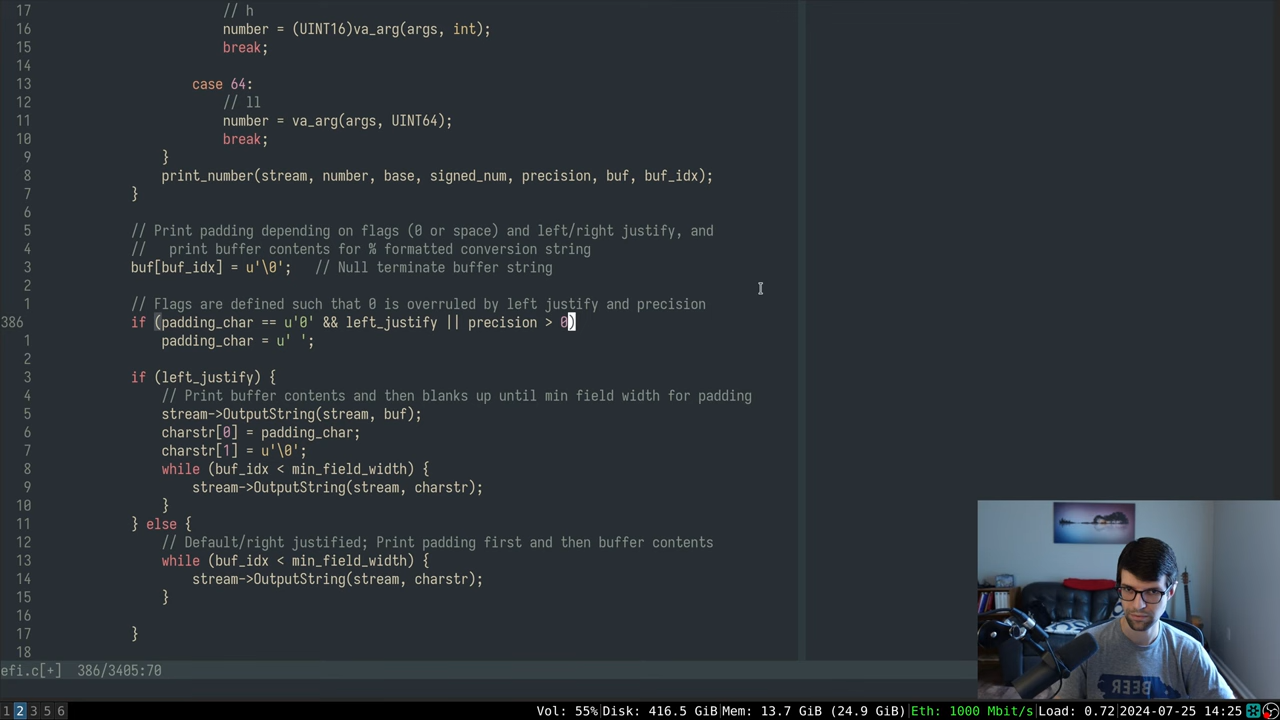 17                         // h
16                         number = (UINT16)va_arg(args, int);
15                         break;
14
13                     case 64:
12                         // ll
11                         number = va_arg(args, UINT64);
10                         break;
9                 }
8                 print_number(stream, number, base, signed_num, precision, buf, buf_idx);
7             }
6
5             // Print padding depending on flags (0 or space) and left/right justify, and
4             //   print buffer contents for % formatted conversion string
3             buf[buf_idx] = u'\0';   // Null terminate buffer string
2
1             // Flags are defined such that 0 is overruled by left justify and precision
386             if (padding_char == u'0' && left_justify || precision > 0)
1                 padding_char = u' ';
2
3             if (left_justify) {
4                 // Print buffer contents and then blanks up until min field width for padding
5                 stream->OutputString(stream, buf);
6                 charstr[0] = padding_char;
7                 charstr[1] = u'\0';
8                 while (buf_idx < min_field_width) {
9                     stream->OutputString(stream, charstr);
10                 }
11             } else {
12                 // Default/right justified; Print padding first and then buffer contents
13                 while (buf_idx < min_field_width) {
14                     stream->OutputString(stream, charstr);
15                 }
16
17             }
18
efi.c[+]  386/3405:70
1 2 3 5 6 Vol: 55% Disk: 416.5 GiB Mem: 13.7 GiB (24.9 GiB) Eth: 1000 Mbit/s Load: 0.72 2024-07-25 14:25
BEER